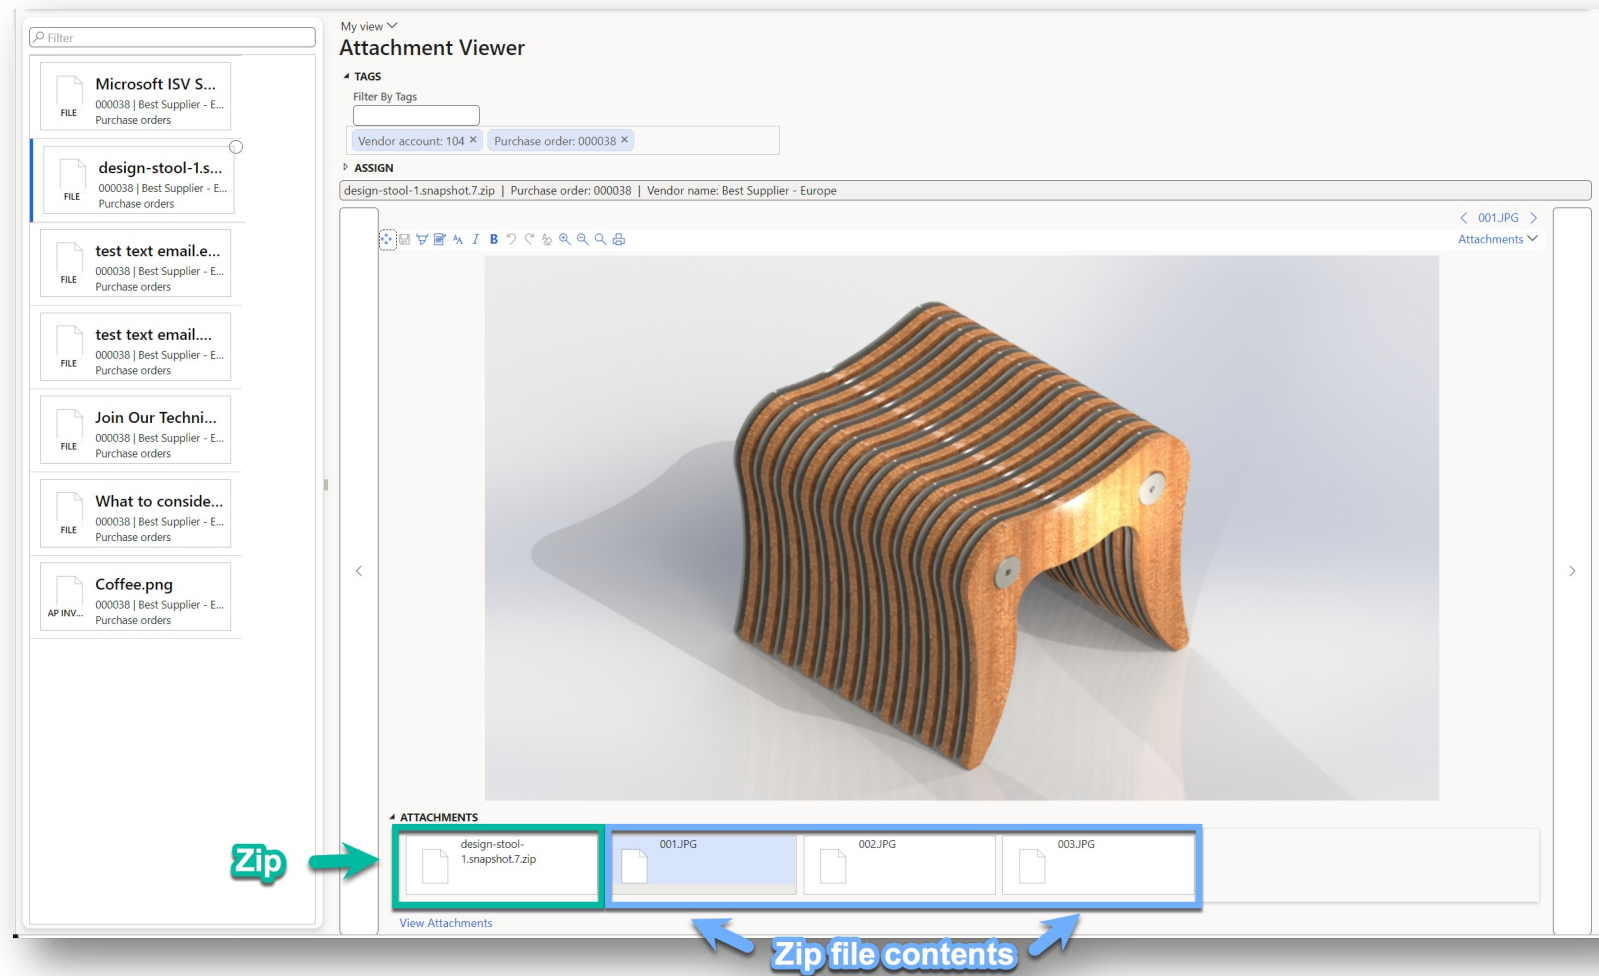 Filter
Microsoft ISV S...
000038 | Best Supplier - E...
Purchase orders
FILE
design-stool-1.s...
000038 | Best Supplier - E...
Purchase orders
FILE
test text email.e...
000038 | Best Supplier - E...
Purchase orders
FILE
test text email....
000038 | Best Supplier - E...
Purchase orders
FILE
Join Our Techni...
000038 | Best Supplier - E...
Purchase orders
FILE
What to conside...
000038 | Best Supplier - E...
Purchase orders
FILE
Coffee.png
000038 | Best Supplier - E...
Purchase orders
AP INV...
My view
Attachment Viewer
TAGS
Filter By Tags
Vendor account: 104 × Purchase order: 000038 ×
ASSIGN
design-stool-1.snapshot.7.zip | Purchase order: 000038 | Vendor name: Best Supplier - Europe
001.JPG
Attachments
ATTACHMENTS
design-stool-
1.snapshot.7.zip
001.JPG
002.JPG
003.JPG
View Attachments
Zip
Zip file contents